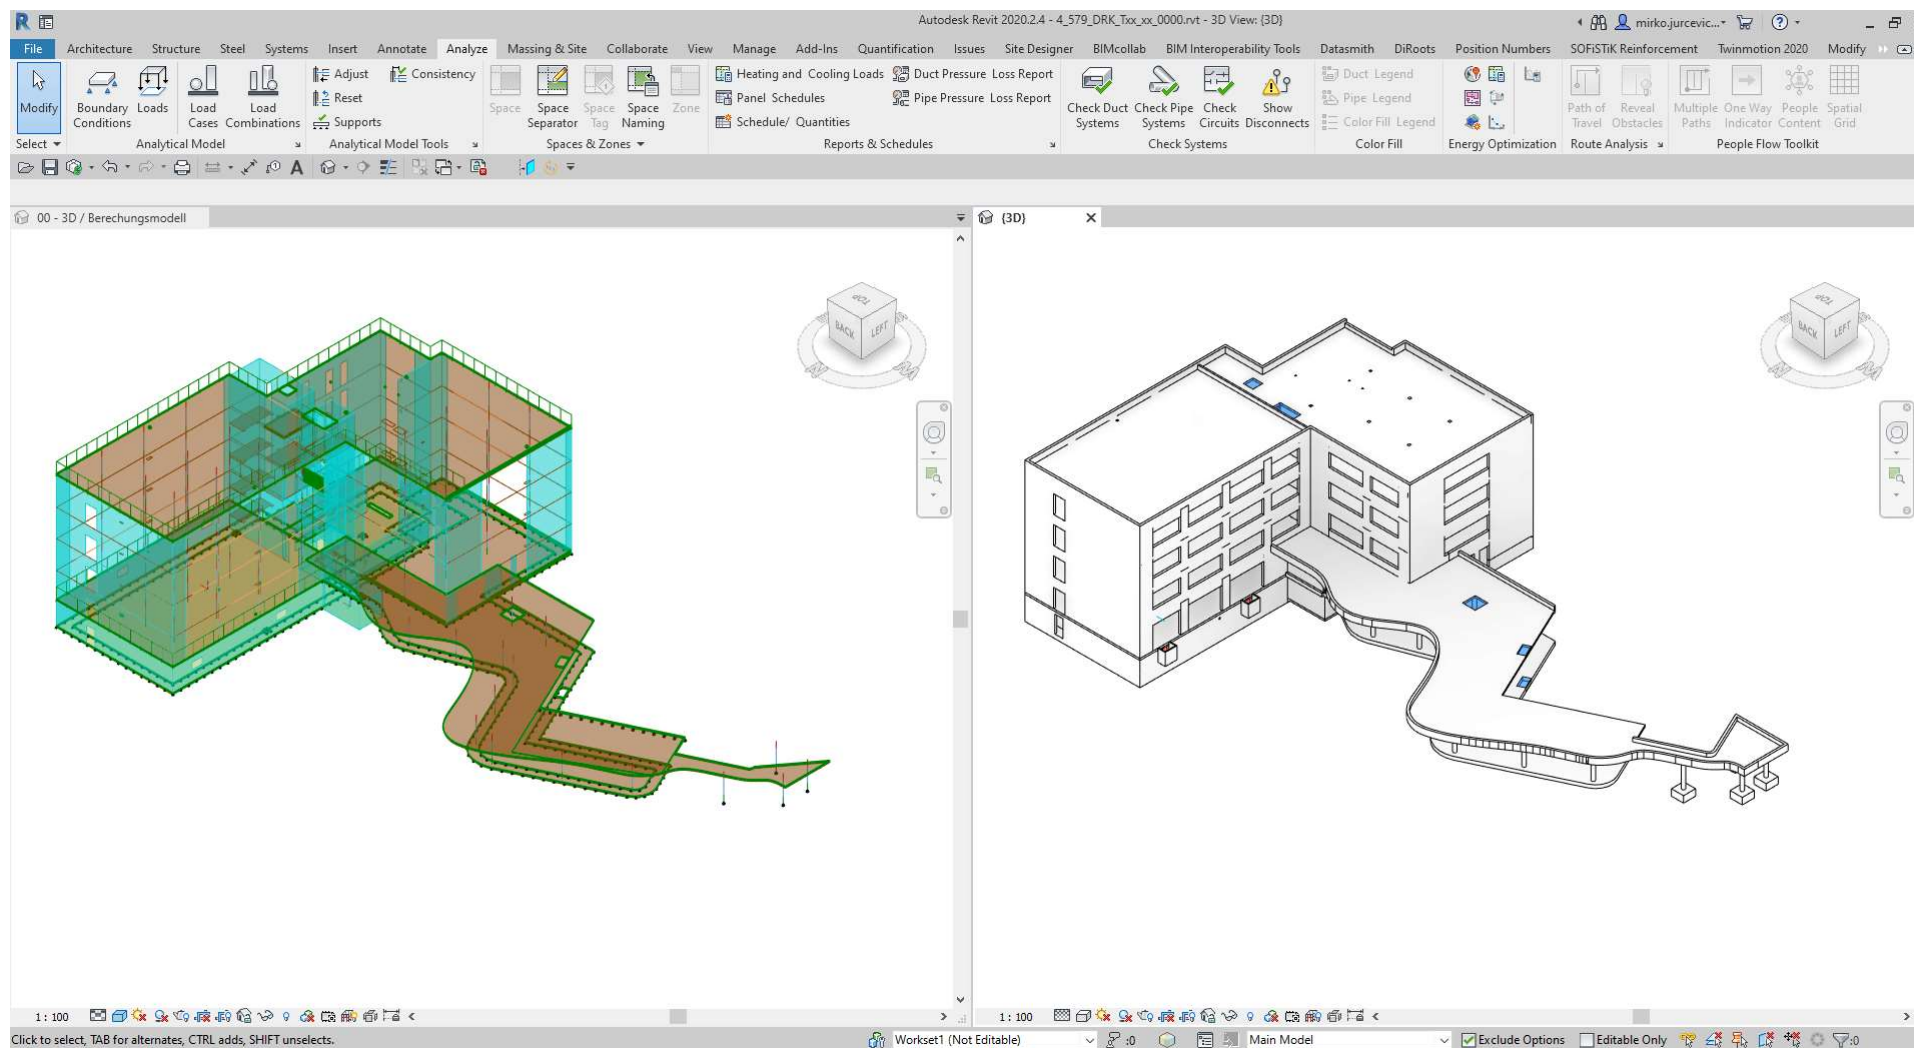 Autodesk Revit 2020.2.4 - 4_579_DRK_Txx_xx_0000.rvt - 3D View: {3D}
mirko.jurcevic...
File Architecture Structure Steel Systems Insert Annotate Analyze Massing & Site Collaborate View Manage Add-Ins Quantification Issues Site Designer BIMcollab BIM Interoperability Tools Datasmith DiRoots Position Numbers SOFiSTiK Reinforcement Twinmotion 2020 Modify
Modify
Boundary Conditions
Loads
Load Cases
Load Combinations
Adjust
Reset
Supports
Consistency
Space
Space Separator
Space Tag
Space Naming
Zone
Heating and Cooling Loads
Panel Schedules
Schedule/ Quantities
Duct Pressure Loss Report
Pipe Pressure Loss Report
Check Duct Systems
Check Pipe Systems
Check Circuits
Show Disconnects
Duct Legend
Pipe Legend
Color Fill Legend
Path of Travel
Reveal Obstacles
Multiple Paths
One Way Indicator
People Content
Spatial Grid
Select Analytical Model Analytical Model Tools Spaces & Zones Reports & Schedules Check Systems Color Fill Energy Optimization Route Analysis People Flow Toolkit
00 - 3D / Berechungsmodell
{3D}
TOP
BACK
LEFT
TOP
BACK
LEFT
1 : 100
1 : 100
Click to select, TAB for alternates, CTRL adds, SHIFT unselects.
Workset1 (Not Editable)
:0
Main Model
Exclude Options
Editable Only
:0